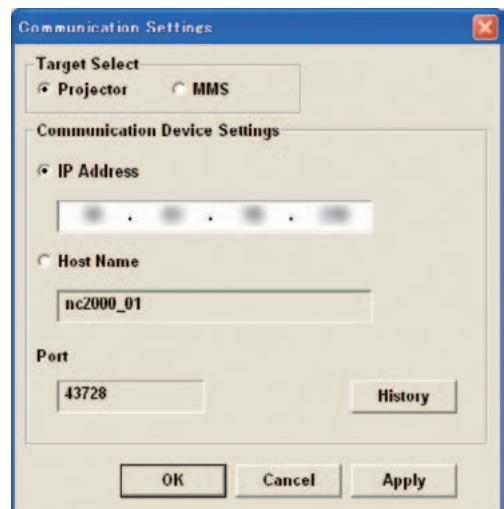 Communication Settings
Target Select
Projector MMS
Communication Device Settings
IP Address
. . .
Host Name
nc2000_01
Port
43728 History
OK Cancel Apply